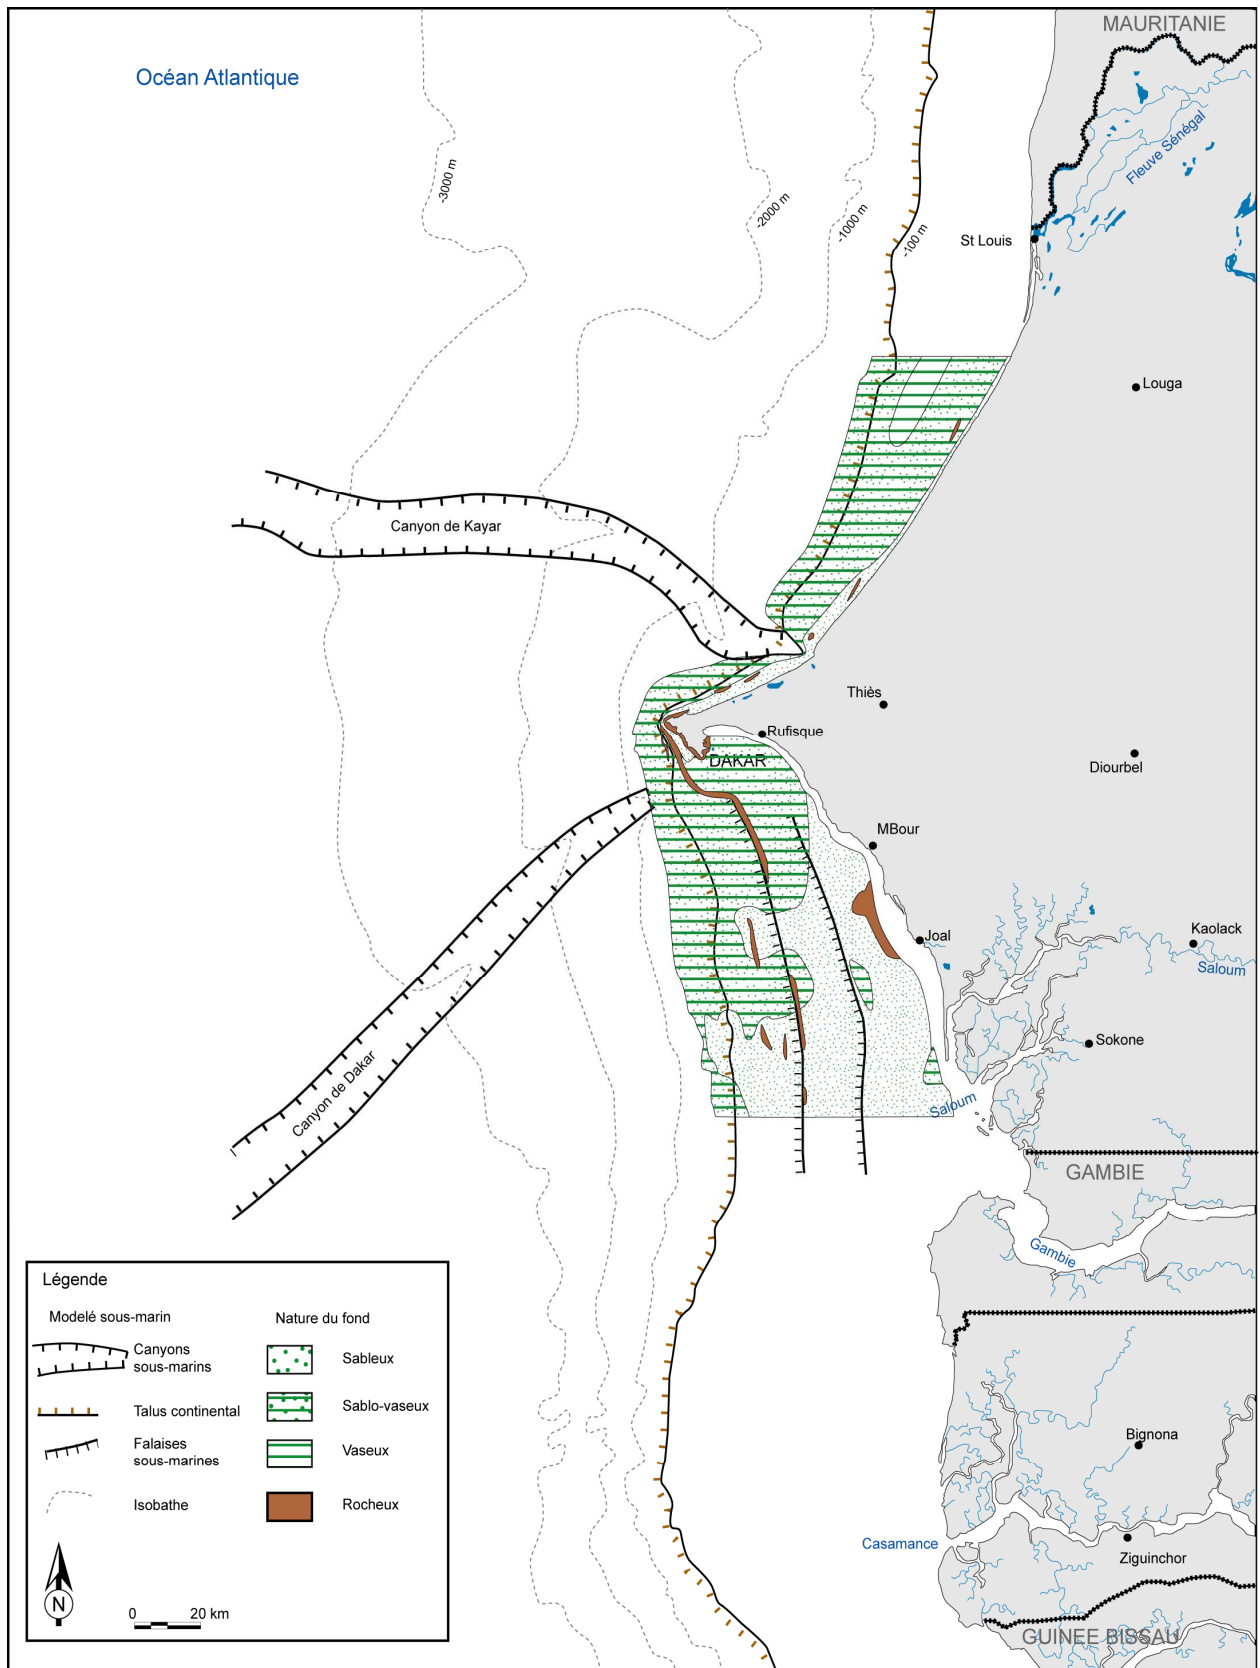 MAURITANIE
Océan Atlantique
Fleuve Sénégal
-3000 m
-2000 m
-1000 m
-100 m
St Louis
Louga
Canyon de Kayar
Thiès
Rufisque
DAKAR
Diourbel
MBour
Joal
Kaolack
Saloum
Sokone
Canyon de Dakar
Saloum
GAMBIE
Gambie
Légende
Modelé sous-marin
Canyons
sous-marins
Talus continental
Falaises
sous-marines
Isobathe
Nature du fond
Sableux
Sablo-vaseux
Vaseux
Rocheux
N
0 20 km
Bignona
Casamance
Ziguinchor
GUINEE BISSAU